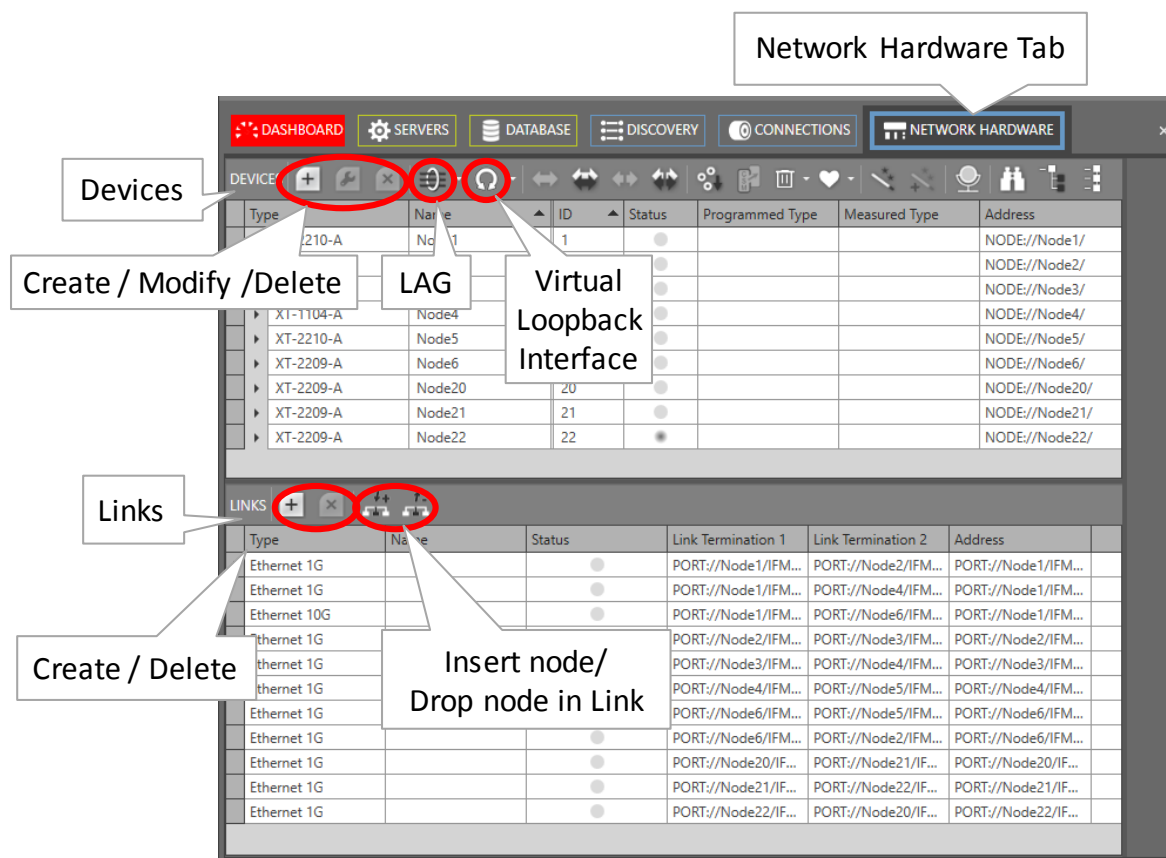 Network Hardware Tab
DASHBOARD SERVERS DATABASE DISCOVERY CONNECTIONS NETWORK HARDWARE
Devices
DEVICES
Type Name ID Status Programmed Type Measured Type Address
2210-A 1 1 NODE://Node1/
NODE://Node2/
Create / Modify /Delete
LAG
Virtual
Loopback
Interface
NODE://Node3/
XT-1104-A Node4 NODE://Node4/
XT-2210-A Node5 NODE://Node5/
XT-2209-A Node6 NODE://Node6/
XT-2209-A Node20 20 NODE://Node20/
XT-2209-A Node21 21 NODE://Node21/
XT-2209-A Node22 22 NODE://Node22/
Links
LINKS
Type Name Status Link Termination 1 Link Termination 2 Address
Ethernet 1G PORT://Node1/IFM... PORT://Node2/IFM... PORT://Node1/IFM...
Ethernet 1G PORT://Node1/IFM... PORT://Node4/IFM... PORT://Node1/IFM...
Ethernet 10G PORT://Node1/IFM... PORT://Node6/IFM... PORT://Node1/IFM...
Ethernet 1G PORT://Node2/IFM... PORT://Node3/IFM... PORT://Node2/IFM...
Create / Delete
Insert node/
Drop node in Link
thernet 1G PORT://Node3/IFM... PORT://Node4/IFM... PORT://Node3/IFM...
thernet 1G PORT://Node4/IFM... PORT://Node5/IFM... PORT://Node4/IFM...
Ethernet 1G PORT://Node6/IFM... PORT://Node5/IFM... PORT://Node6/IFM...
Ethernet 1G PORT://Node6/IFM... PORT://Node2/IFM... PORT://Node6/IFM...
Ethernet 1G PORT://Node20/IF... PORT://Node21/IF... PORT://Node20/IF...
Ethernet 1G PORT://Node21/IF... PORT://Node22/IF... PORT://Node21/IF...
Ethernet 1G PORT://Node22/IF... PORT://Node20/IF... PORT://Node22/IF...